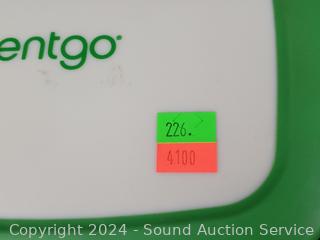 entgo
226.
4100
Copyright 2024 - Sound Auction Service